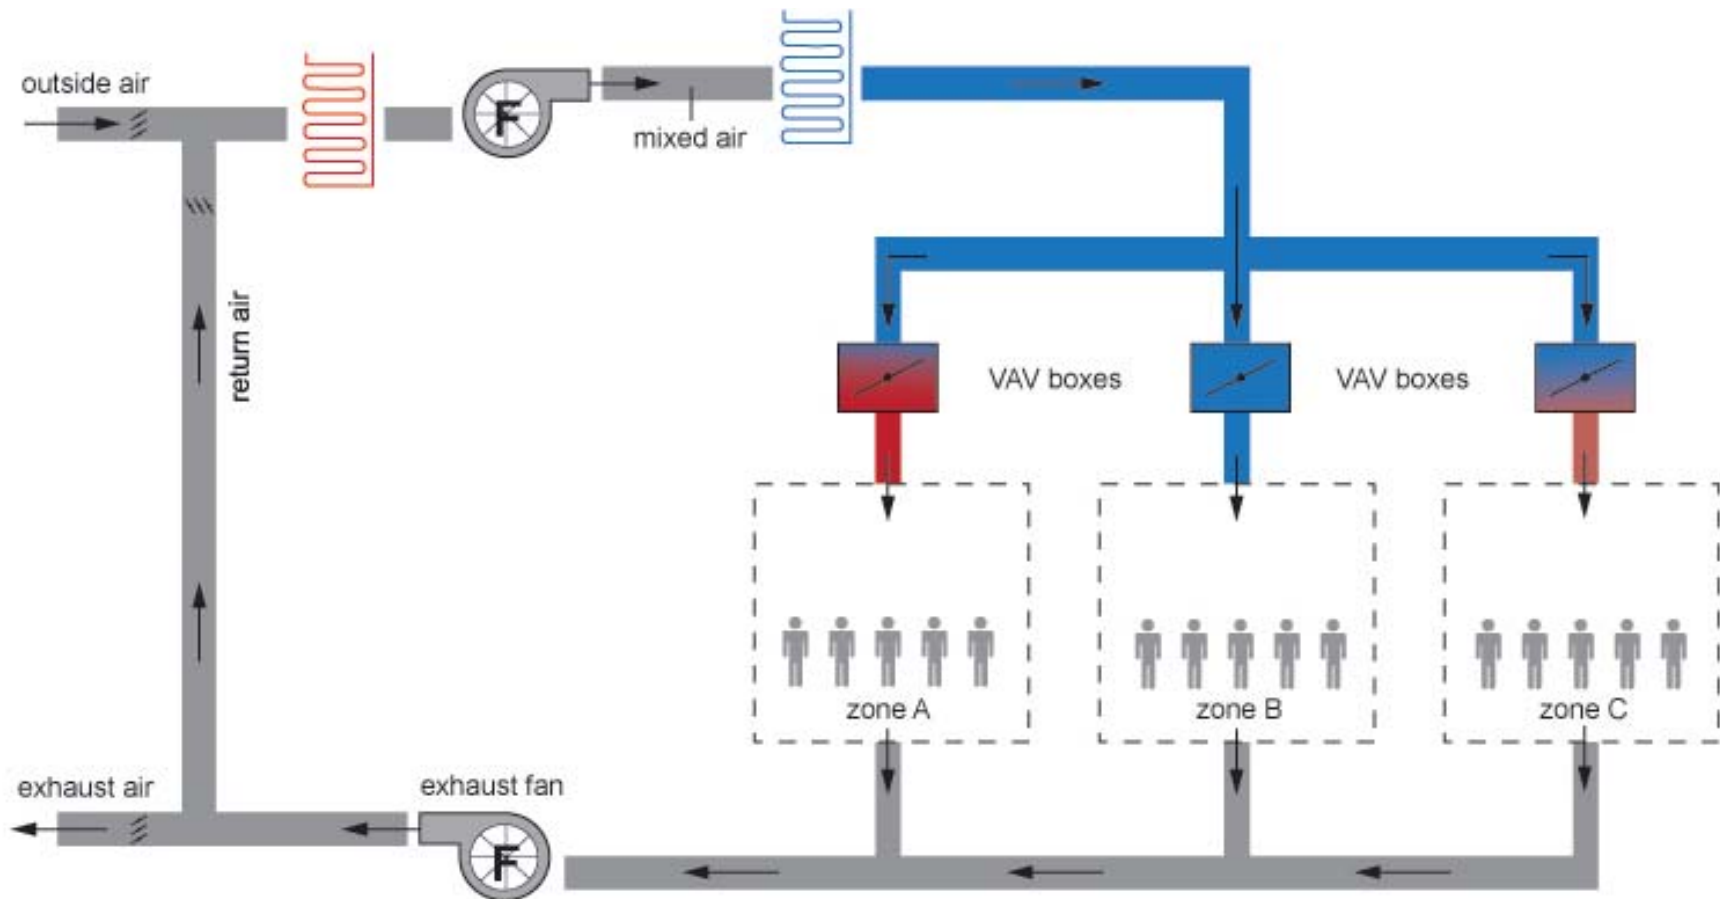 outside air
F
mixed air
return air
VAV boxes
VAV boxes
zone A
zone B
zone C
exhaust air
exhaust fan
F